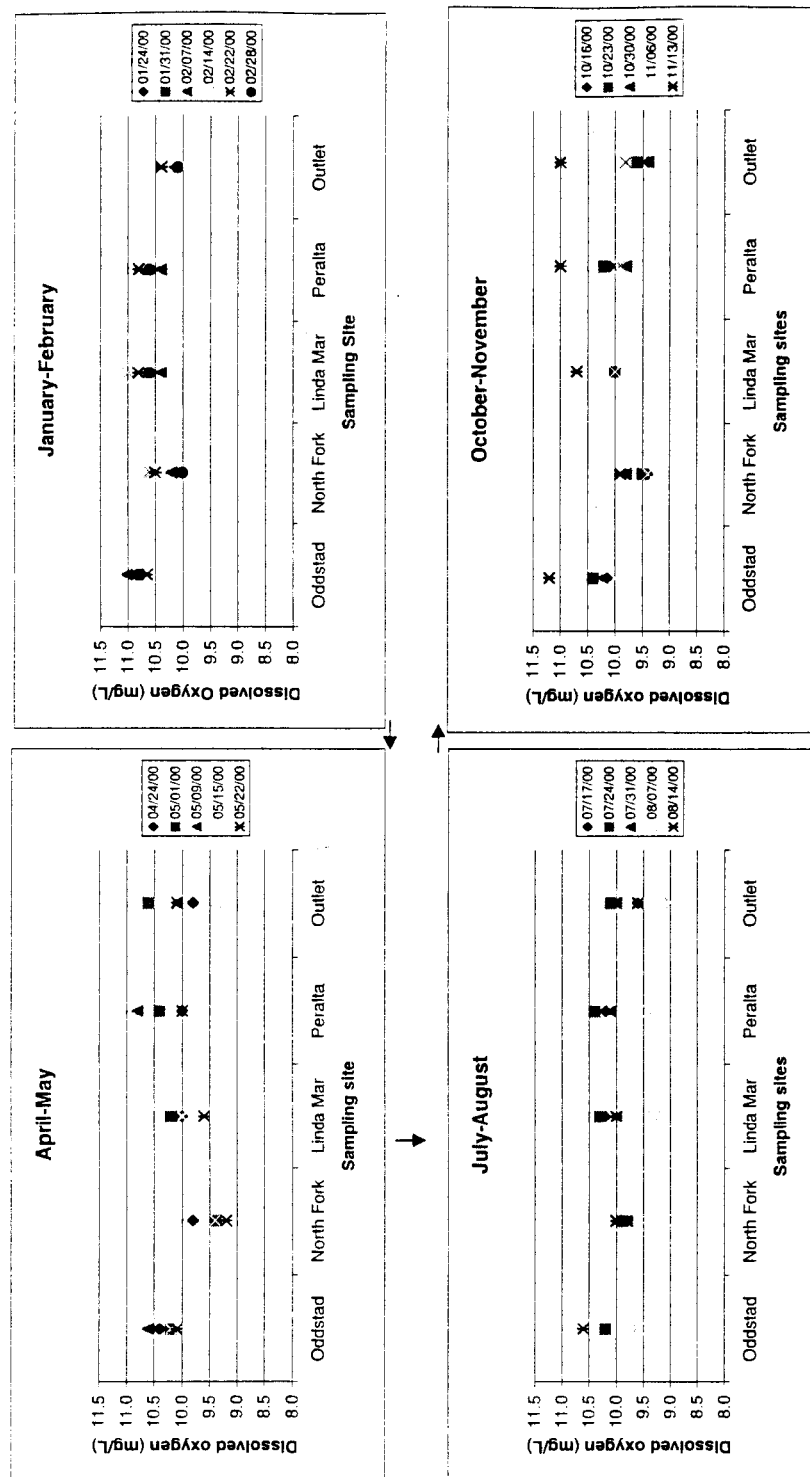 January-February
Dissolved Oxygen (mg/L)
11.5
11.0
10.5
10.0
9.5
9.0
8.5
8.0
Oddstad
North Fork
Linda Mar
Peralta
Outlet
Sampling Site
01/24/00
01/31/00
02/07/00
02/14/00
02/22/00
02/28/00
April-May
Dissolved oxygen (mg/L)
11.5
11.0
10.5
10.0
9.5
9.0
8.5
8.0
Oddstad
North Fork
Linda Mar
Peralta
Outlet
Sampling site
04/24/00
05/01/00
05/09/00
05/15/00
05/22/00
July-August
Dissolved oxygen (mg/L)
11.5
11.0
10.5
10.0
9.5
9.0
8.5
8.0
Oddstad
North Fork
Linda Mar
Peralta
Outlet
Sampling sites
07/17/00
07/24/00
07/31/00
08/07/00
08/14/00
October-November
Dissolved oxygen (mg/L)
11.5
11.0
10.5
10.0
9.5
9.0
8.5
8.0
Oddstad
North Fork
Linda Mar
Peralta
Outlet
Sampling sites
10/16/00
10/23/00
10/30/00
11/06/00
11/13/00